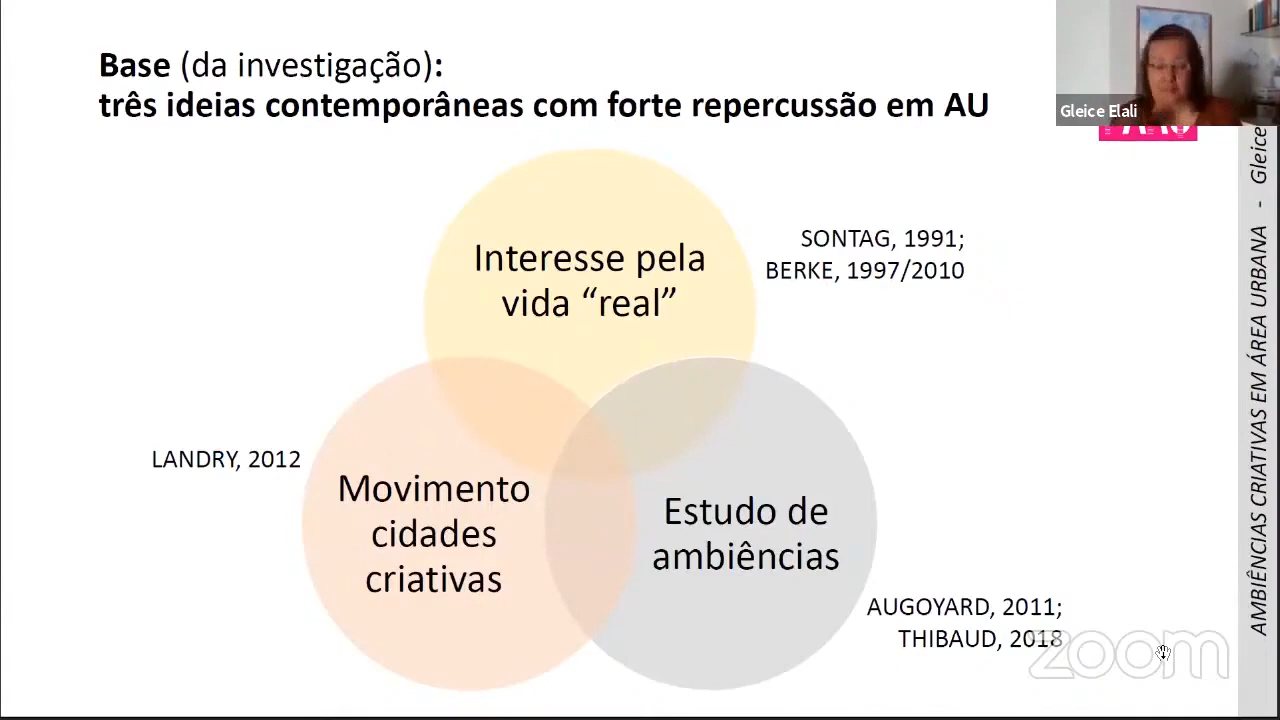 Base (da investigação):
três ideias contemporâneas com forte repercussão em AU
Gleice Elali
Interesse pela
vida “real”
SONTAG, 1991;
BERKE, 1997/2010
LANDRY, 2012
Movimento
cidades
criativas
Estudo de
ambiências
AUGOYARD, 2011;
THIBAUD, 2018
zoom
AMBIÊNCIAS CRIATIVAS EM ÁREA URBANA - Gleice